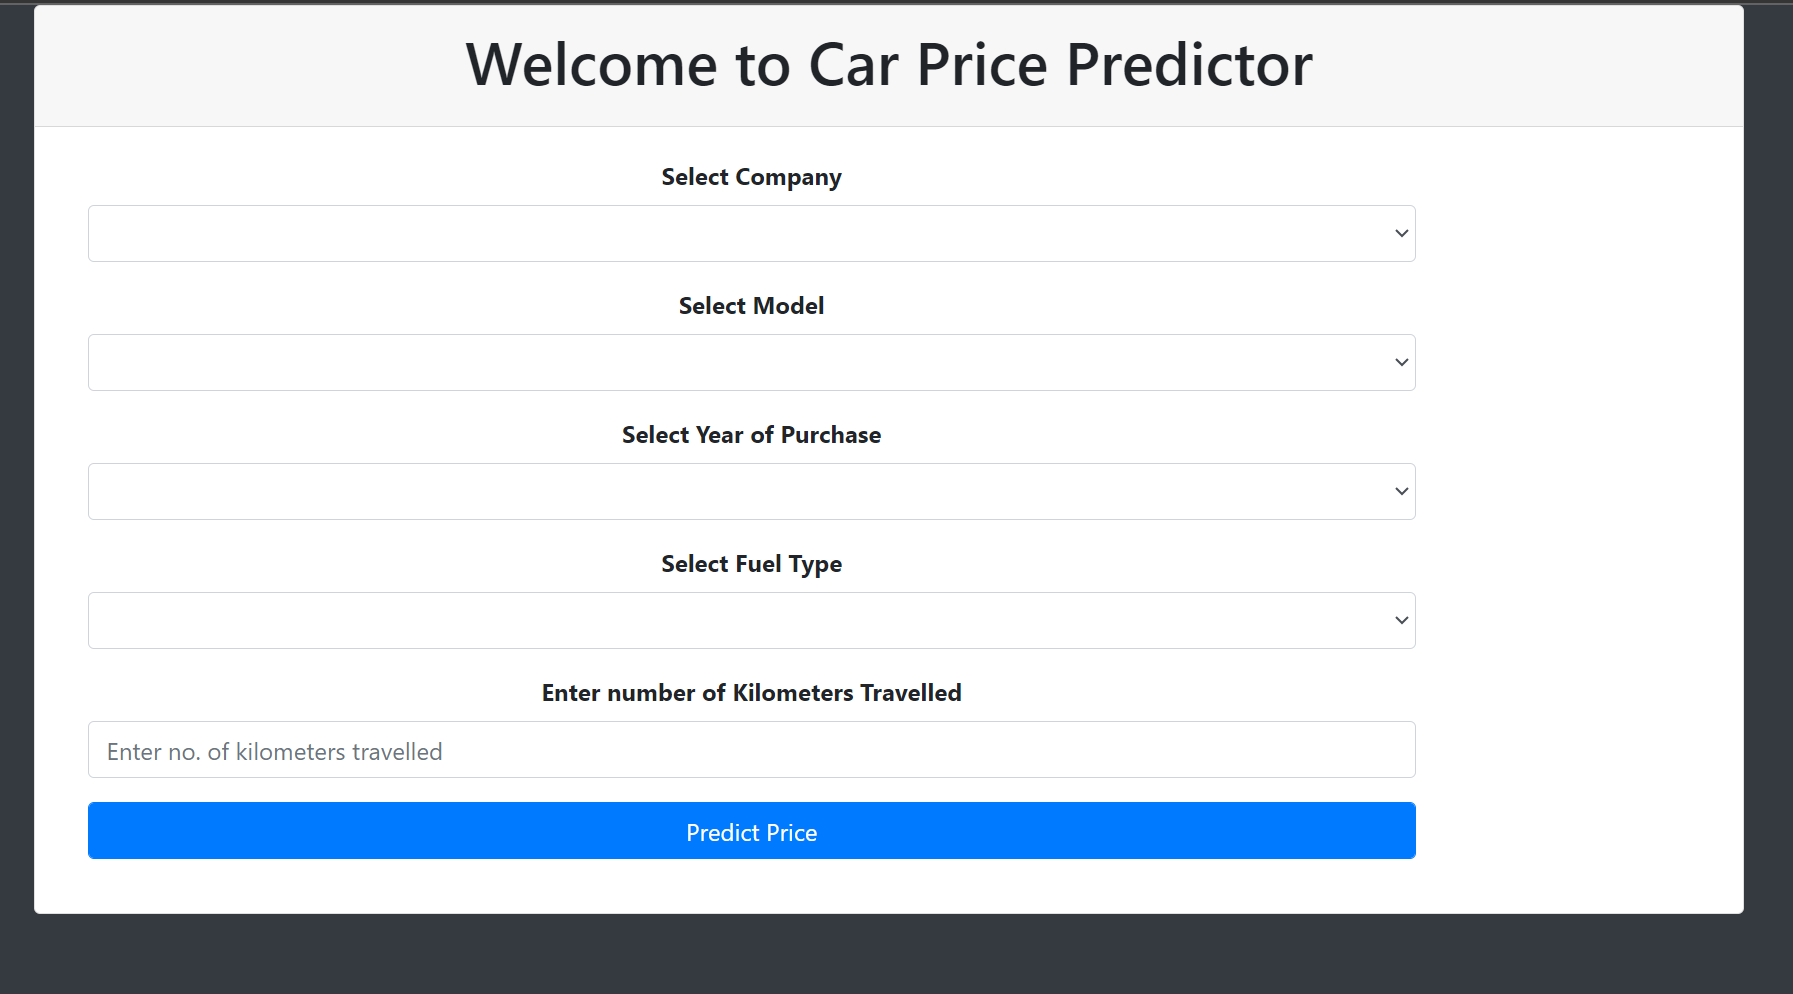 Welcome to Car Price Predictor
Select Company
Select Model
Select Year of Purchase
Select Fuel Type
Enter number of Kilometers Travelled
Enter no. of kilometers travelled
Predict Price